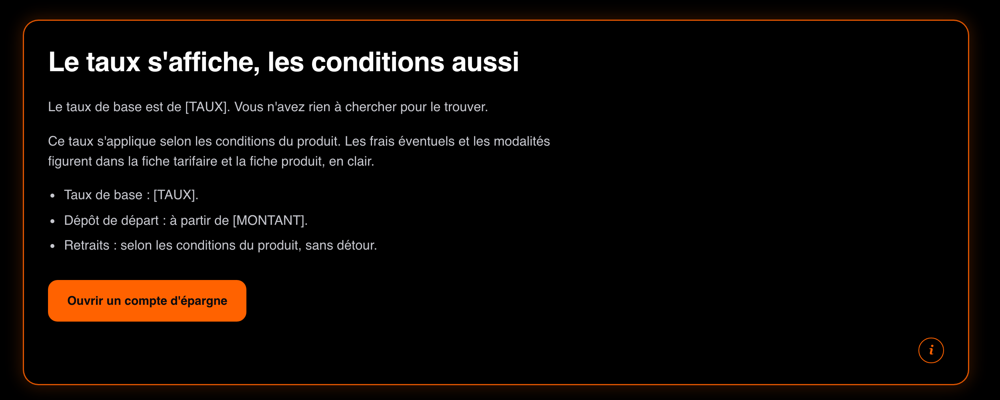 Le taux s'affiche, les conditions aussi
Le taux de base est de [TAUX]. Vous n'avez rien à chercher pour le trouver.
Ce taux s'applique selon les conditions du produit. Les frais éventuels et les modalités
figurent dans la fiche tarifaire et la fiche produit, en clair.
• Taux de base : [TAUX].
• Dépôt de départ : à partir de [MONTANT].
• Retraits : selon les conditions du produit, sans détour.
Ouvrir un compte d'épargne
i